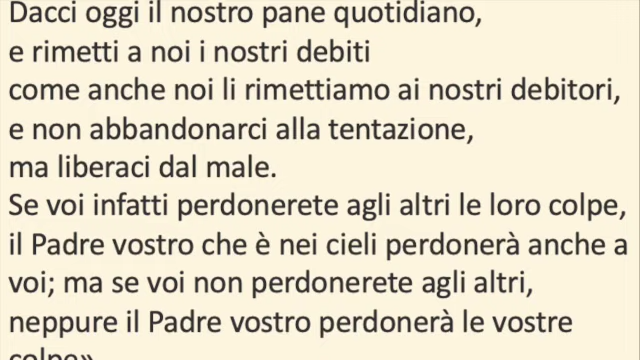 Dacci oggi il nostro pane quotidiano,
e rimetti a noi i nostri debiti
come anche noi li rimettiamo ai nostri debitori,
e non abbandonarci alla tentazione,
ma liberaci dal male.
Se voi infatti perdonerete agli altri le loro colpe,
il Padre vostro che è nei cieli perdonerà anche a
voi; ma se voi non perdonerete agli altri,
neppure il Padre vostro perdonerà le vostre
colpe».